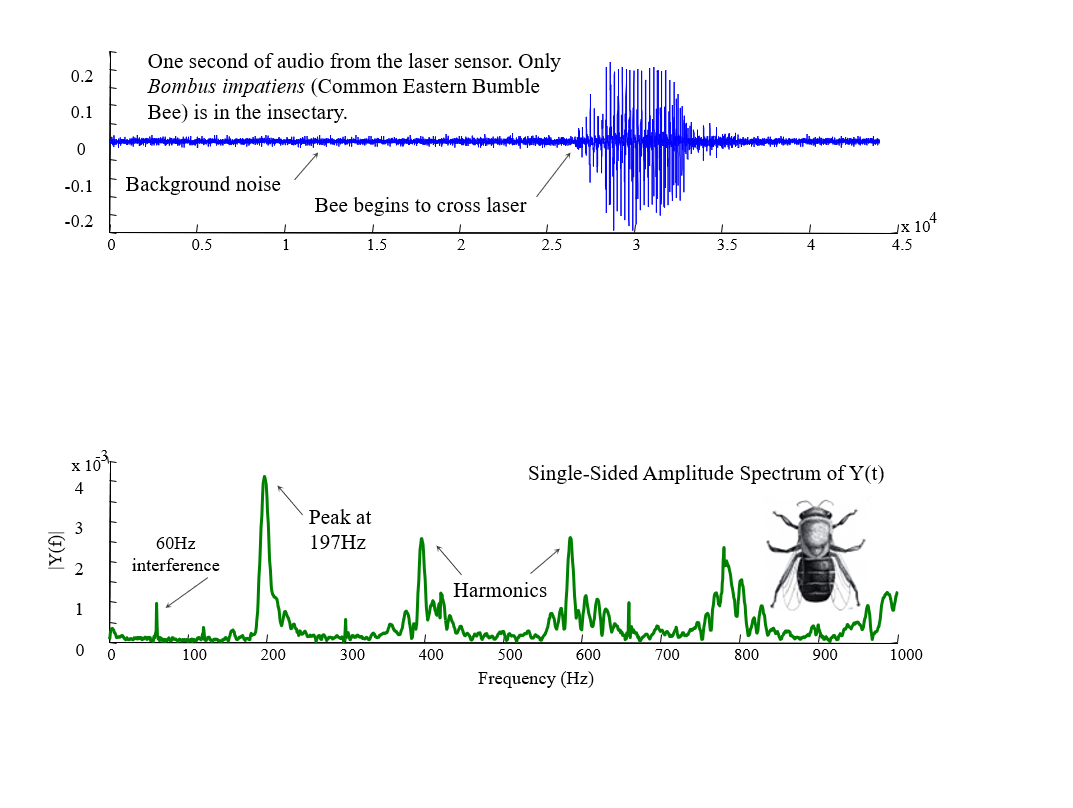 One second of audio from the laser sensor. Only
Bombus impatiens (Common Eastern Bumble
Bee) is in the insectary.
0.2
0.1
0
-0.1
-0.2
Background noise
Bee begins to cross laser
0 0.5 1 1.5 2 2.5 3 3.5 4 4.5
x 10^4
x 10^-3
Single-Sided Amplitude Spectrum of Y(t)
4
3
2
1
0
|Y(f)|
Peak at
197Hz
60Hz
interference
Harmonics
0 100 200 300 400 500 600 700 800 900 1000
Frequency (Hz)